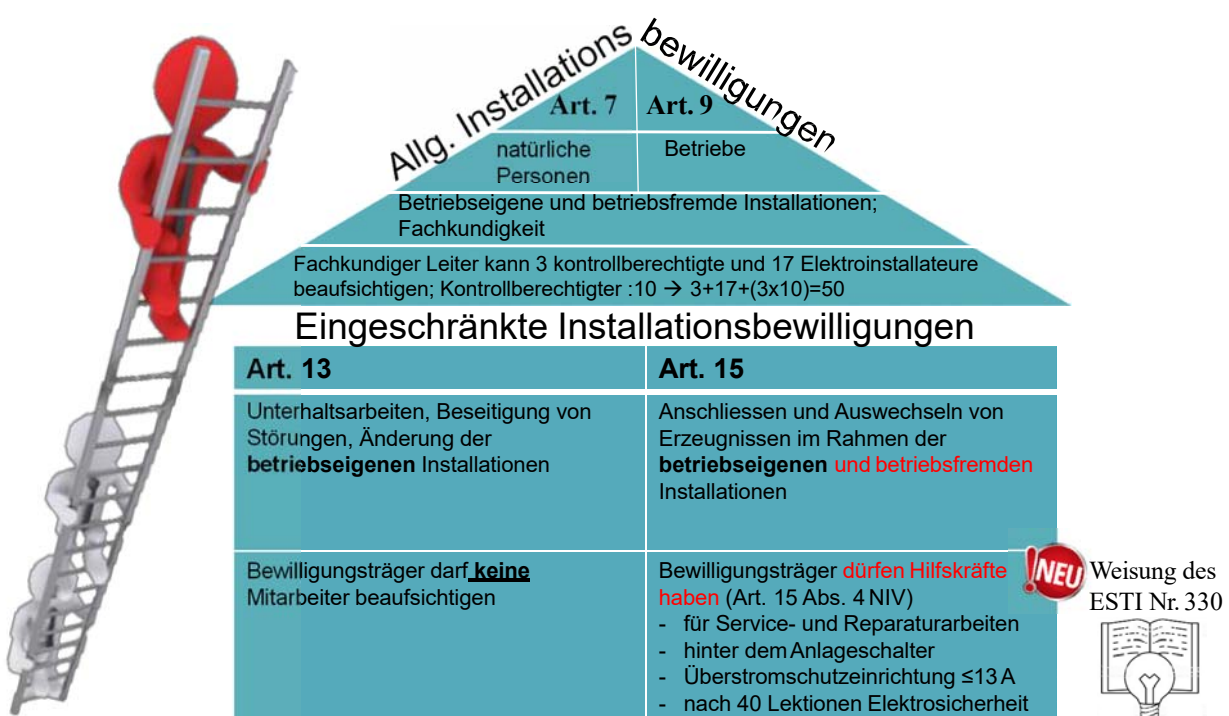 Allg. Installations bewilligungen
Art. 7
Art. 9
natürliche
Personen
Betriebe
Betriebseigene und betriebsfremde Installationen;
Fachkundigkeit
Fachkundiger Leiter kann 3 kontrollberechtigte und 17 Elektroinstallateure
beaufsichtigen; Kontrollberechtigter :10 → 3+17+(3x10)=50
Eingeschränkte Installationsbewilligungen
Art. 13
Art. 15
Unterhaltsarbeiten, Beseitigung von
Störungen, Änderung der
betriebseigenen Installationen
Anschliessen und Auswechseln von
Erzeugnissen im Rahmen der
betriebseigenen und betriebsfremden
Installationen
Bewilligungsträger darf keine
Mitarbeiter beaufsichtigen
Bewilligungsträger dürfen Hilfskräfte
haben (Art. 15 Abs. 4 NIV)
- für Service- und Reparaturarbeiten
- hinter dem Anlageschalter
- Überstromschutzeinrichtung ≤13 A
- nach 40 Lektionen Elektrosicherheit
NEU
Weisung des
ESTI Nr. 330